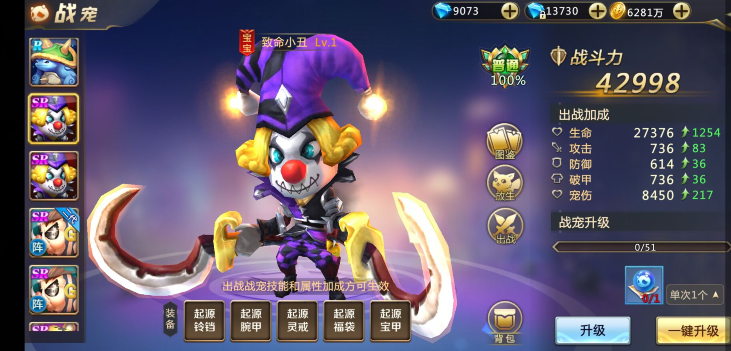 战宠
9073
13730
6281万
R
SR
SR
SR
二代
阵
SR
阵
SR
宝宝
致命小丑 Lv.1
普通
100%
图鉴
放生
出战
背包
出战战宠技能和属性加成方可生效
装备
起源铃铛
起源腕甲
起源灵戒
起源福袋
起源宝甲
战斗力
42998
出战加成
生命 27376 1254
攻击 736 83
防御 614 36
破甲 736 36
宠伤 8450 217
战宠升级
0/51
0/1
单次1个
升级
一键升级